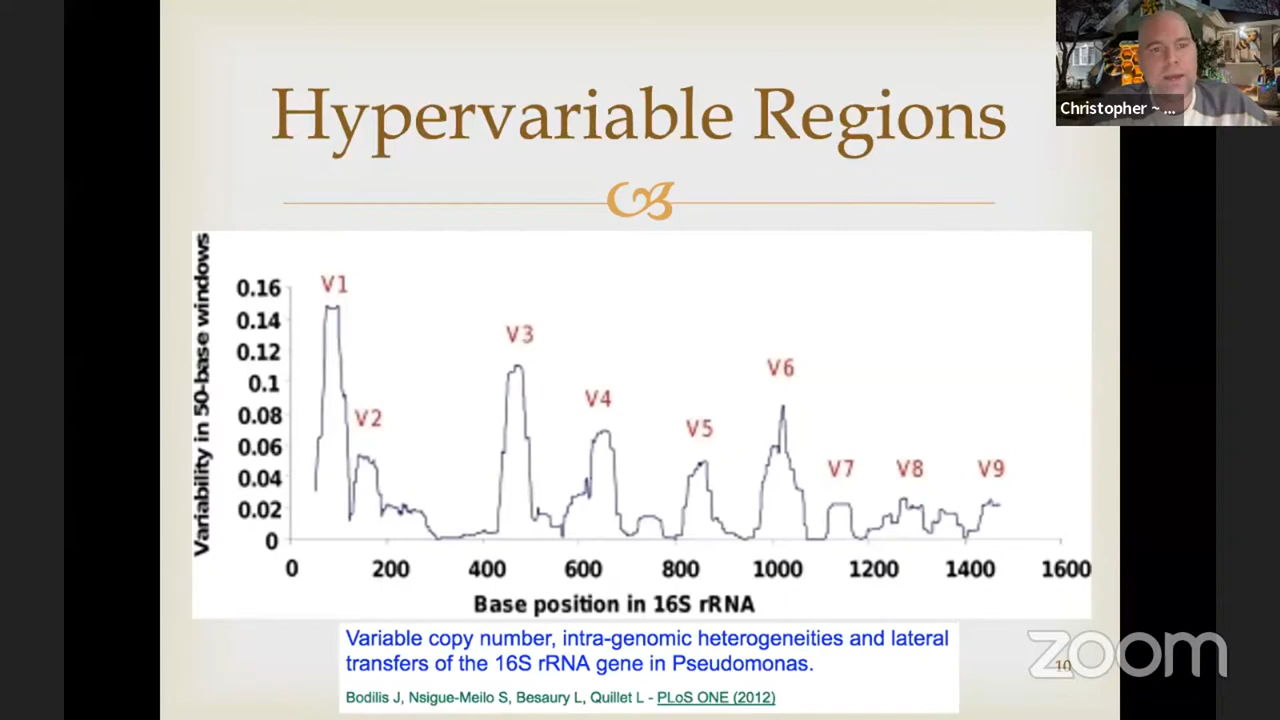 Hypervariable Regions
Christopher ~ ...
Variability in 50-base windows
0.16
0.14
0.12
0.1
0.08
0.06
0.04
0.02
0
V1
V2
V3
V4
V5
V6
V7
V8
V9
0 200 400 600 800 1000 1200 1400 1600
Base position in 16S rRNA
Variable copy number, intra-genomic heterogeneities and lateral
transfers of the 16S rRNA gene in Pseudomonas.
Bodilis J, Nsigue-Meilo S, Besaury L, Quillet L - PLoS ONE (2012)
10
zoom